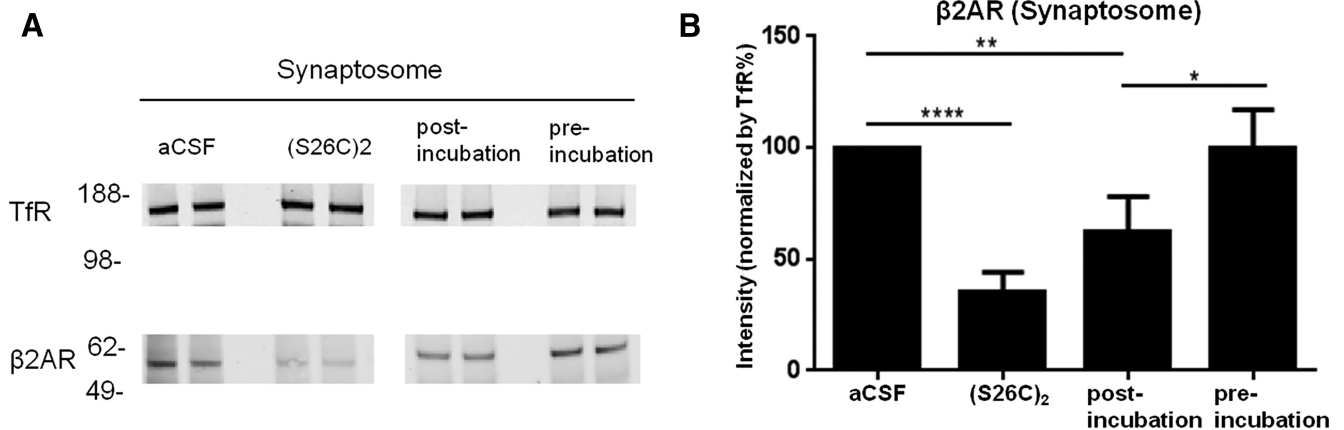 A
Synaptosome
aCSF (S26C)2 post-incubation pre-incubation
TfR 188-
98-
β2AR 62-
49-
B
β2AR (Synaptosome)
Intensity (normalized by TfR%)
150
100
50
0
**
*
****
aCSF (S26C)₂ post-incubation pre-incubation